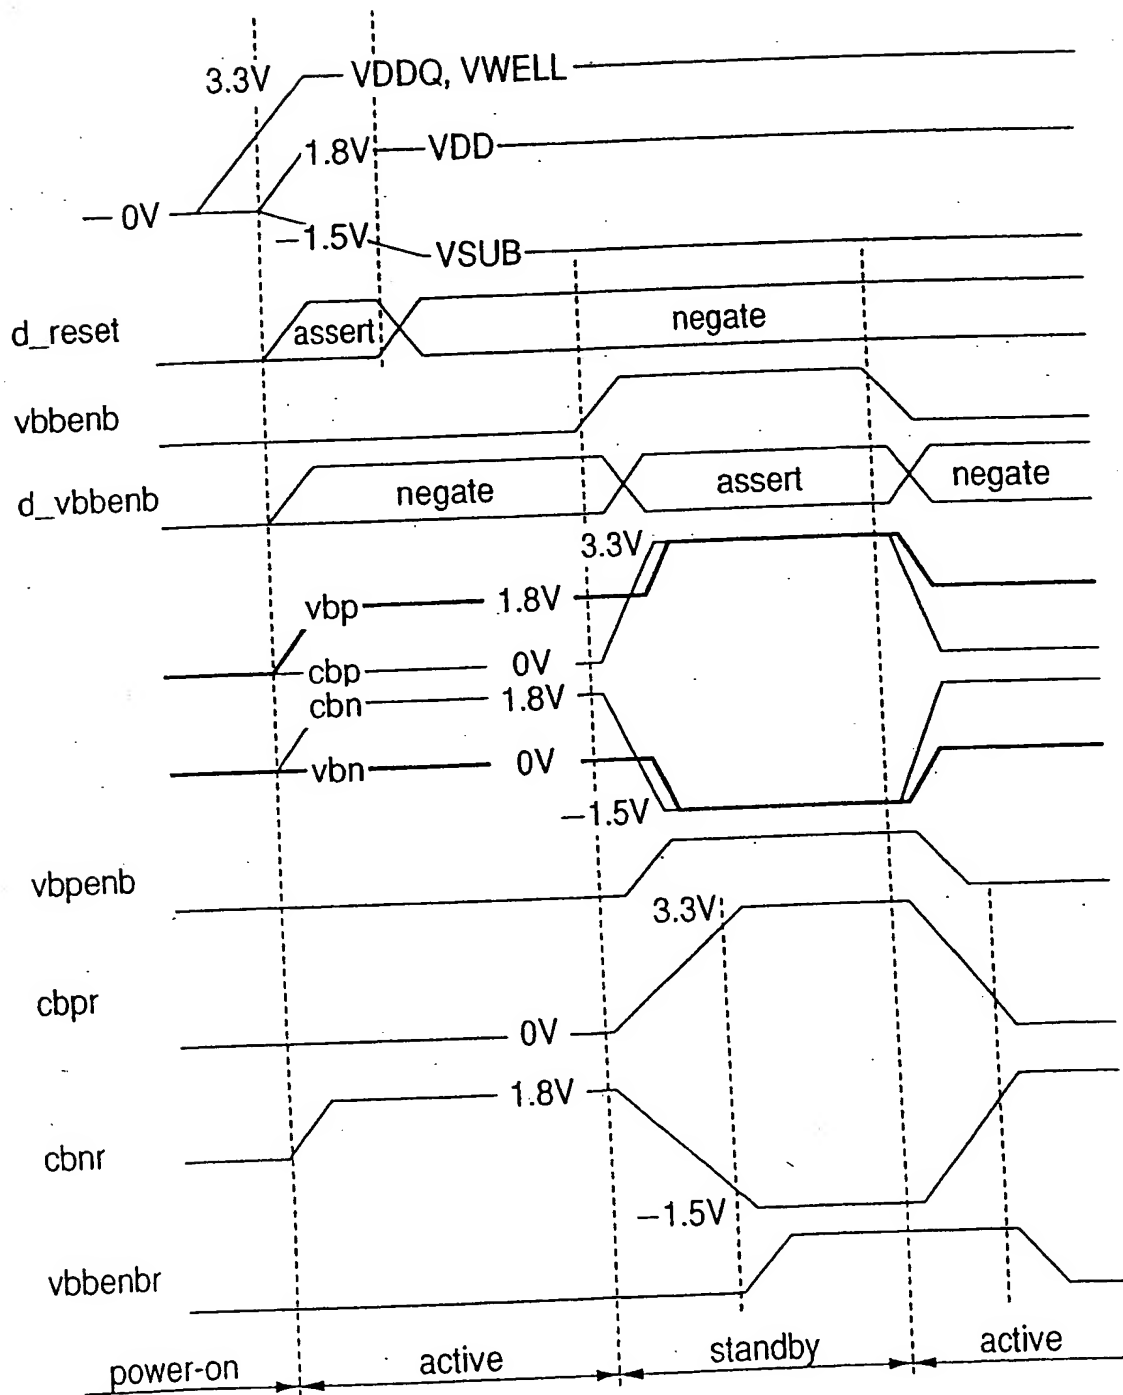 3.3V VDDQ, VWELL
1.8V VDD
— 0V
—1.5V VSUB
d_reset assert negate
vbbenb
d_vbbenb negate assert negate
3.3V
vbp 1.8V
cbp 0V
cbn 1.8V
vbn 0V
—1.5V
vbpenb
3.3V
cbpr
0V
1.8V
cbnr
—1.5V
vbbenbr
power-on active standby active